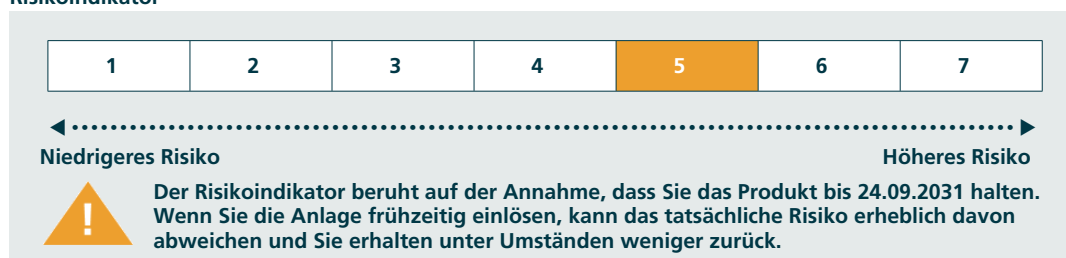 Risikoindikator
1 2 3 4 5 6 7
Niedrigeres Risiko Höheres Risiko
!
Der Risikoindikator beruht auf der Annahme, dass Sie das Produkt bis 24.09.2031 halten.
Wenn Sie die Anlage frühzeitig einlösen, kann das tatsächliche Risiko erheblich davon
abweichen und Sie erhalten unter Umständen weniger zurück.